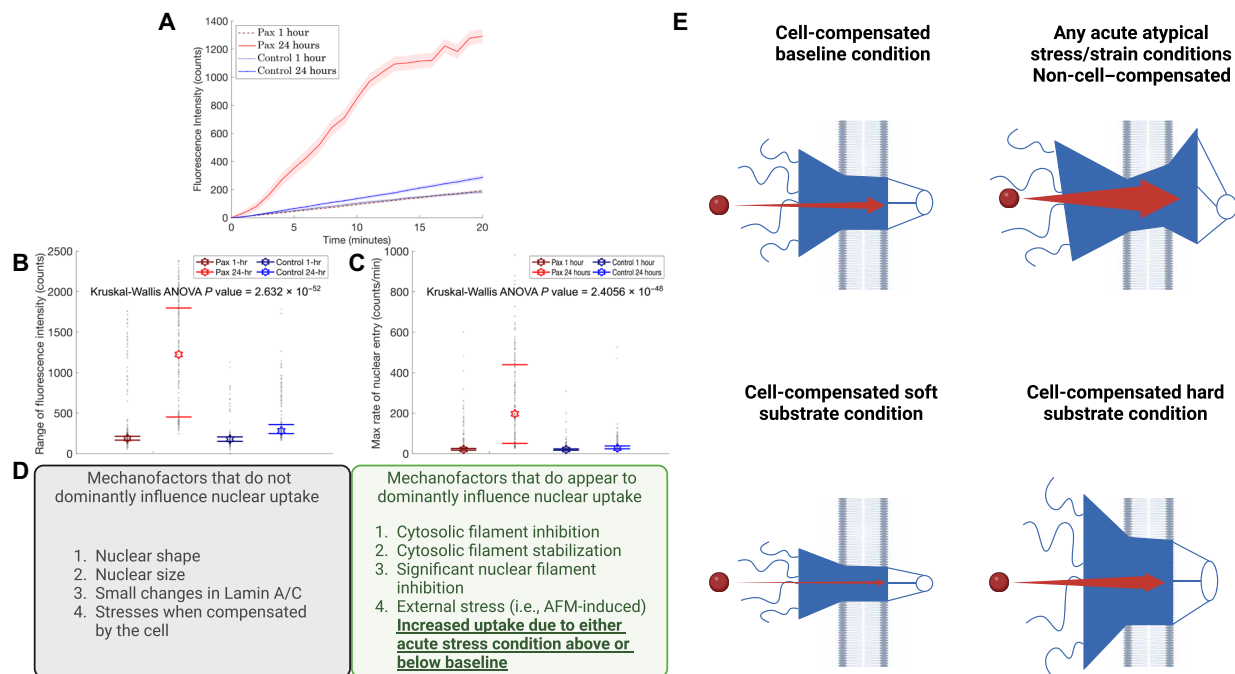 A
Pax 1 hour
Pax 24 hours
Control 1 hour
Control 24 hours
Fluorescence Intensity (counts)
1400
1200
1000
800
600
400
200
0
0
5
10
15
20
Time (minutes)
B
Range of fluorescence intensity (counts)
2500
2000
1500
1000
500
0
Pax 1-hr
Control 1-hr
Pax 24-hr
Control 24-hr
Kruskal-Wallis ANOVA P value = 2.632 × 10⁻⁵²
C
Max rate of nuclear entry (counts/min)
1000
800
600
400
200
0
Pax 1 hour
Control 1 hour
Pax 24 hours
Control 24 hours
Kruskal-Wallis ANOVA P value = 2.4056 × 10⁻⁴⁸
D
Mechanofactors that do not
dominantly influence nuclear uptake
1. Nuclear shape
2. Nuclear size
3. Small changes in Lamin A/C
4. Stresses when compensated
by the cell
Mechanofactors that do appear to
dominantly influence nuclear uptake
1. Cytosolic filament inhibition
2. Cytosolic filament stabilization
3. Significant nuclear filament
inhibition
4. External stress (i.e., AFM-induced)
Increased uptake due to either
acute stress condition above or
below baseline
E
Cell-compensated
baseline condition
Any acute atypical
stress/strain conditions
Non-cell–compensated
Cell-compensated soft
substrate condition
Cell-compensated hard
substrate condition